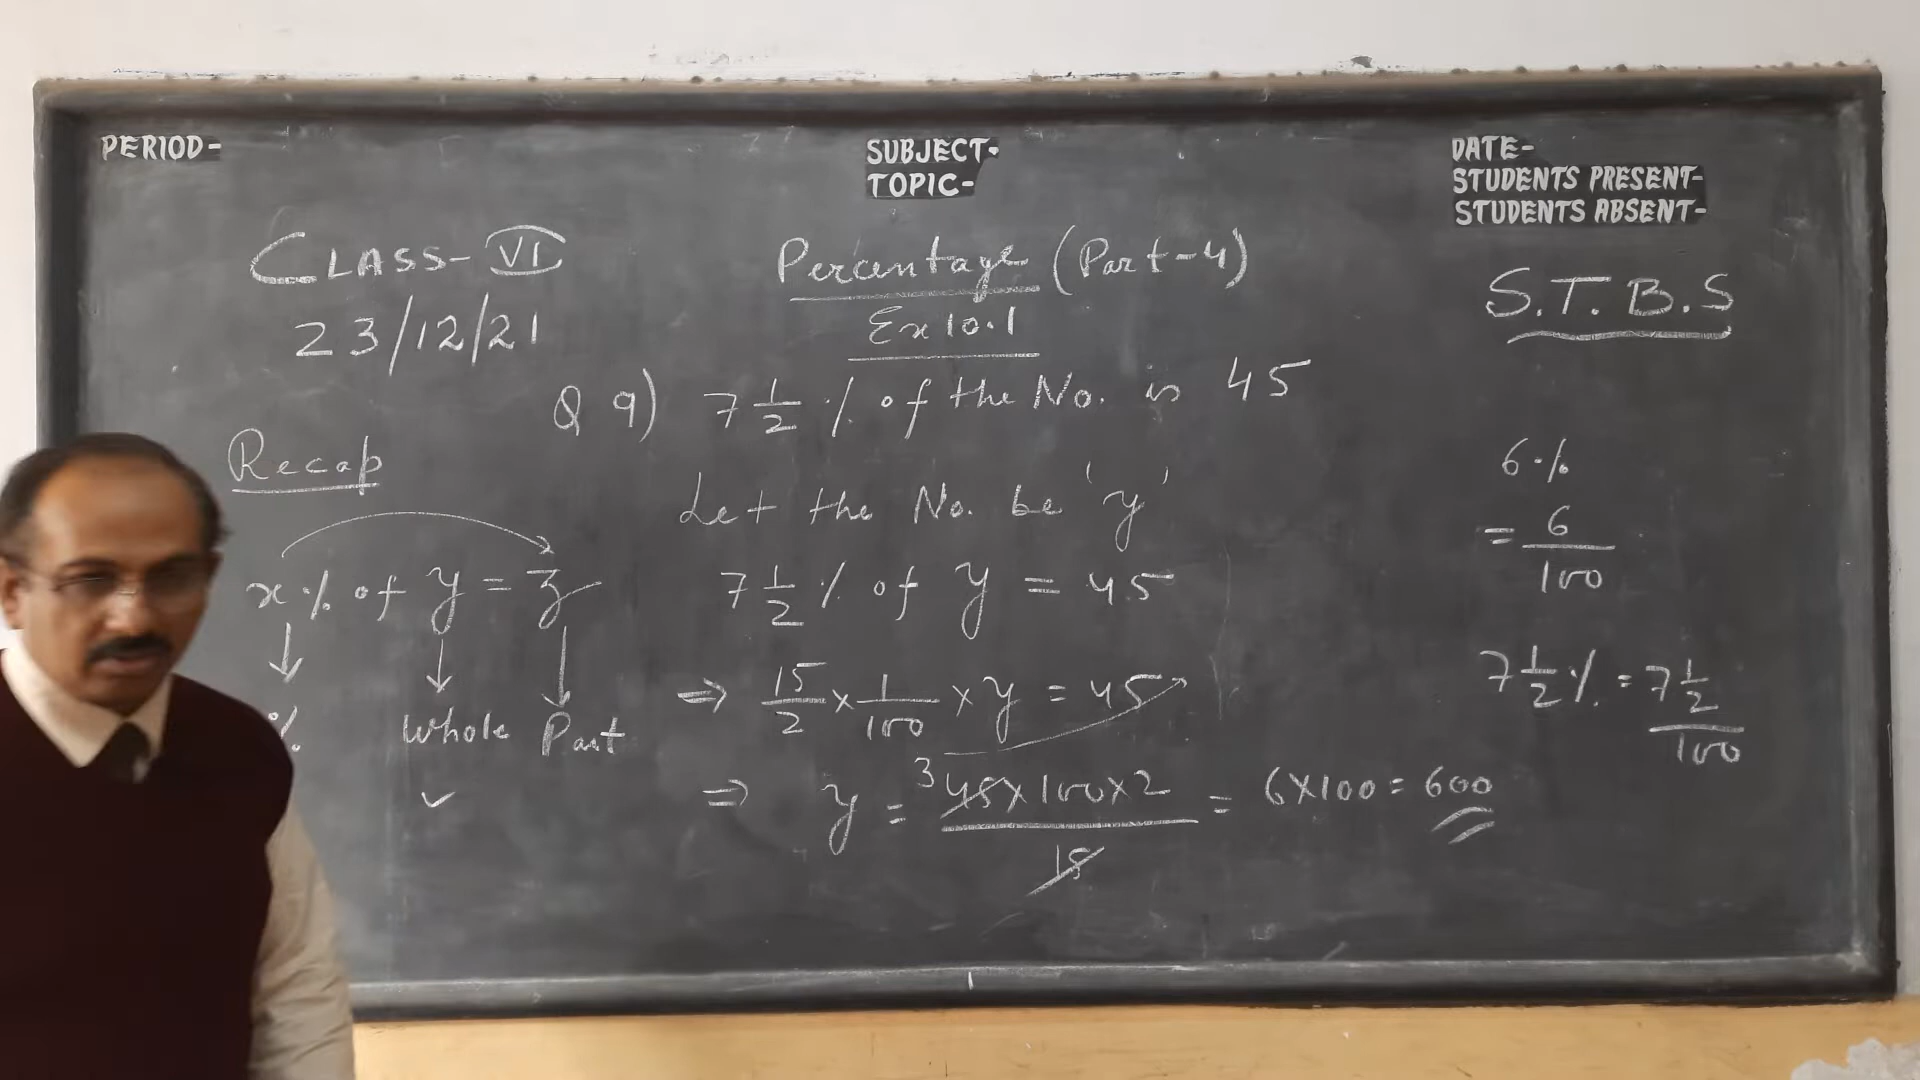 PERIOD-
SUBJECT-
TOPIC-
DATE-
STUDENTS PRESENT-
STUDENTS ABSENT-
CLASS-VI
23/12/21
Percentage (Part-4)
Ex 10.1
S.T.B.S
Q 9) 7 1/2 % of the No. is 45
Recap
x % of y = z
%
Whole
Part
✓
Let the No. be 'y'
7 1/2 % of y = 45
⇒ 15/2 × 1/100 × y = 45
⇒ y = 3 45×100×2/15 = 6×100 = 600
6 %
= 6/100
7 1/2 % = 7 1/2/100